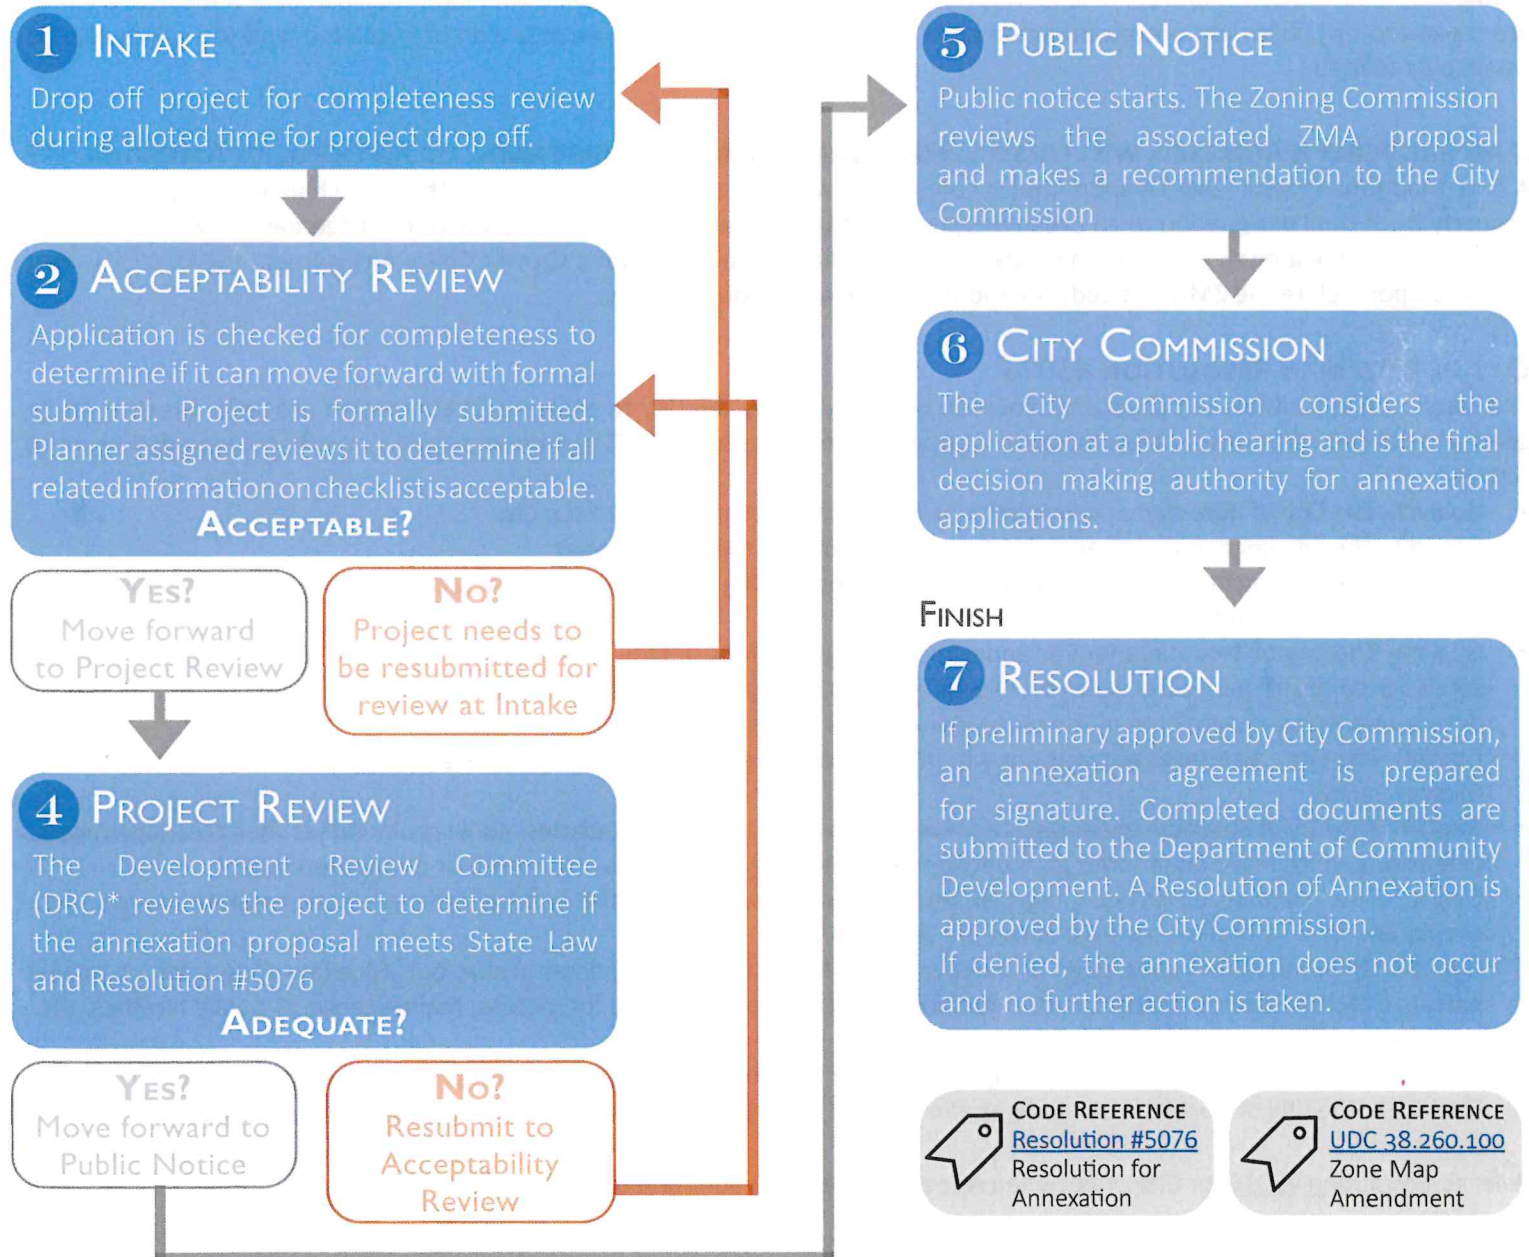 1 INTAKE
Drop off project for completeness review
during alloted time for project drop off.
2 ACCEPTABILITY REVIEW
Application is checked for completeness to
determine if it can move forward with formal
submittal. Project is formally submitted.
Planner assigned reviews it to determine if all
related information on checklist is acceptable.
ACCEPTABLE?
YES?
Move forward
to Project Review
NO?
Project needs to
be resubmitted for
review at Intake
4 PROJECT REVIEW
The Development Review Committee
(DRC)* reviews the project to determine if
the annexation proposal meets State Law
and Resolution #5076
ADEQUATE?
YES?
Move forward to
Public Notice
NO?
Resubmit to
Acceptability
Review
5 PUBLIC NOTICE
Public notice starts. The Zoning Commission
reviews the associated ZMA proposal
and makes a recommendation to the City
Commission
6 CITY COMMISSION
The City Commission considers the
application at a public hearing and is the final
decision making authority for annexation
applications.
FINISH
7 RESOLUTION
If preliminary approved by City Commission,
an annexation agreement is prepared
for signature. Completed documents are
submitted to the Department of Community
Development. A Resolution of Annexation is
approved by the City Commission.
If denied, the annexation does not occur
and no further action is taken.
CODE REFERENCE
Resolution #5076
Resolution for
Annexation
CODE REFERENCE
UDC 38.260.100
Zone Map
Amendment